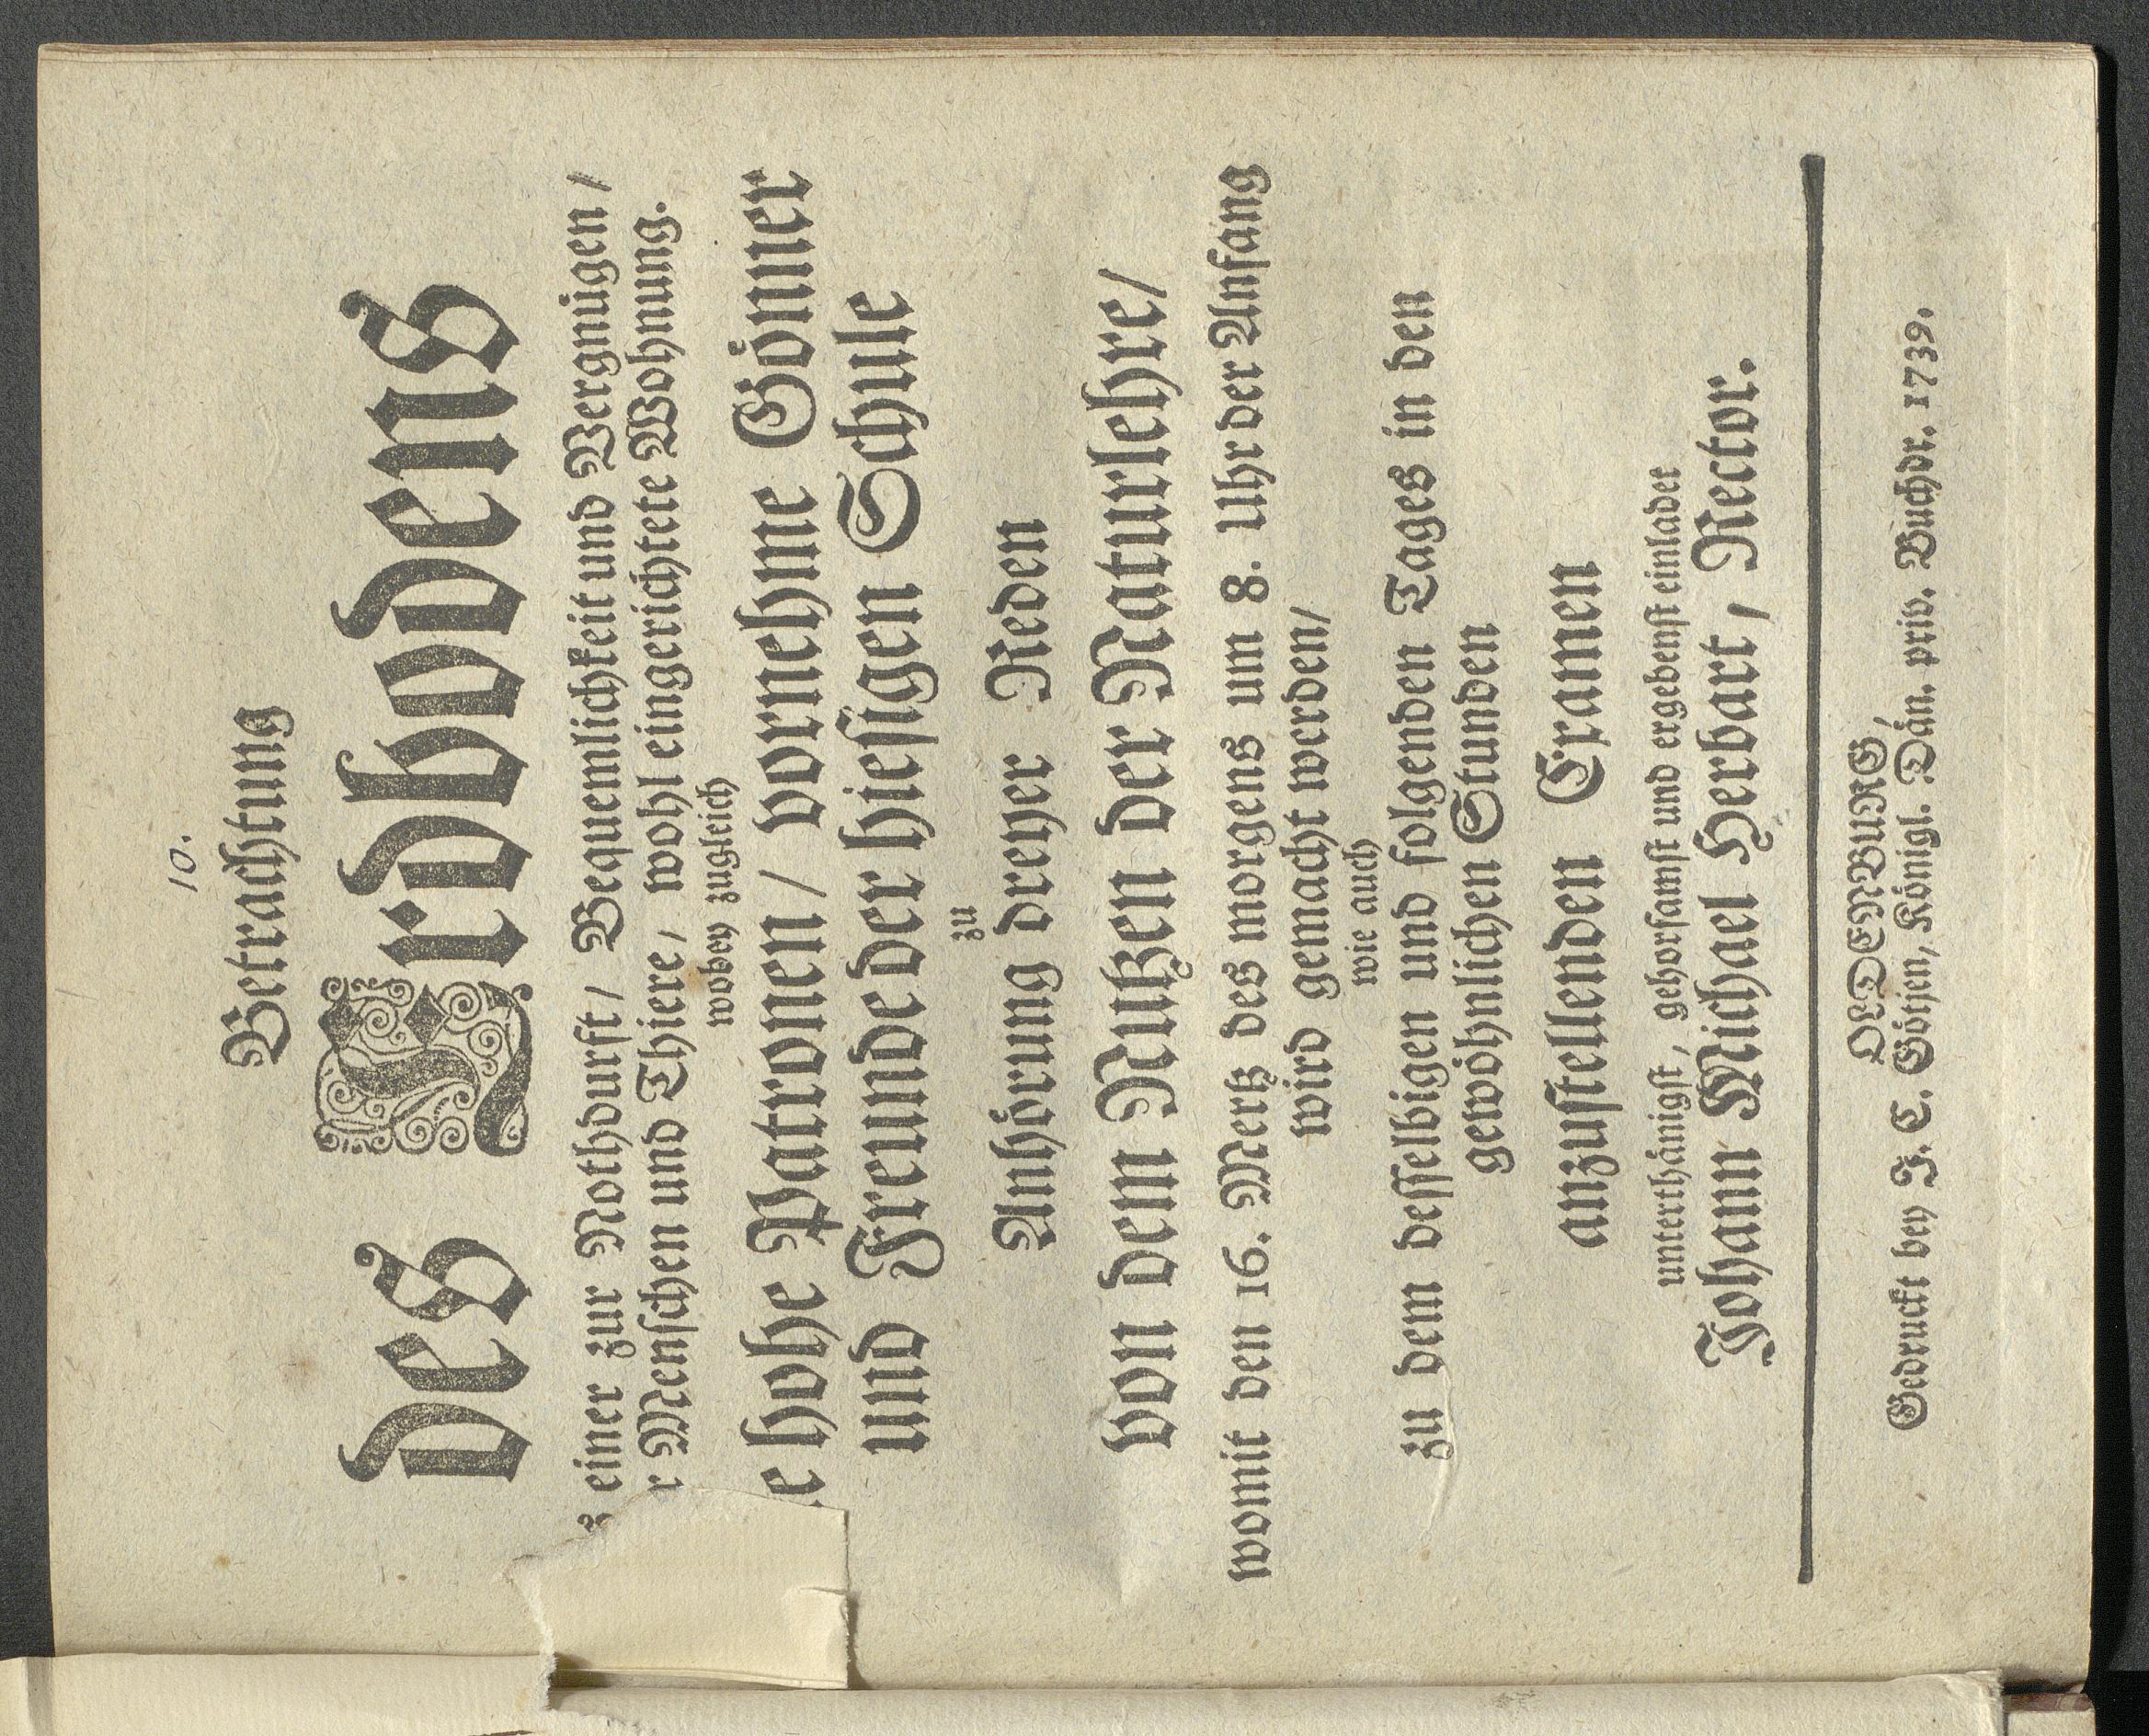 10.
Betrachtung
des Erdbodens
einer zur Nothdurft / Bequemlichkeit und Vergnügen /
r Menschen und Thiere, wohl eingerichtete Wohnung.
wobey zugleich
e hohe Patronen / vornehme Gönner
und Freunde der hiesigen Schule
zu
Anhörung dreyer Reden
von dem Nutzen der Naturlehre /
womit den 16. Mertz des morgens um 8. Uhr der Anfang
wird gemacht werden /
wie auch
zu dem desselbigen und folgenden Tages in den
gewöhnlichen Stunden
anzustellenden Examen
unterthänigst, gehorsamst und ergebenst einladet
Johann Michael Herbart, Rector.
OLDENBURG,
Gedruckt bey J. C. Götjen, Königl. Dän. priv. Buchdr. 1739.